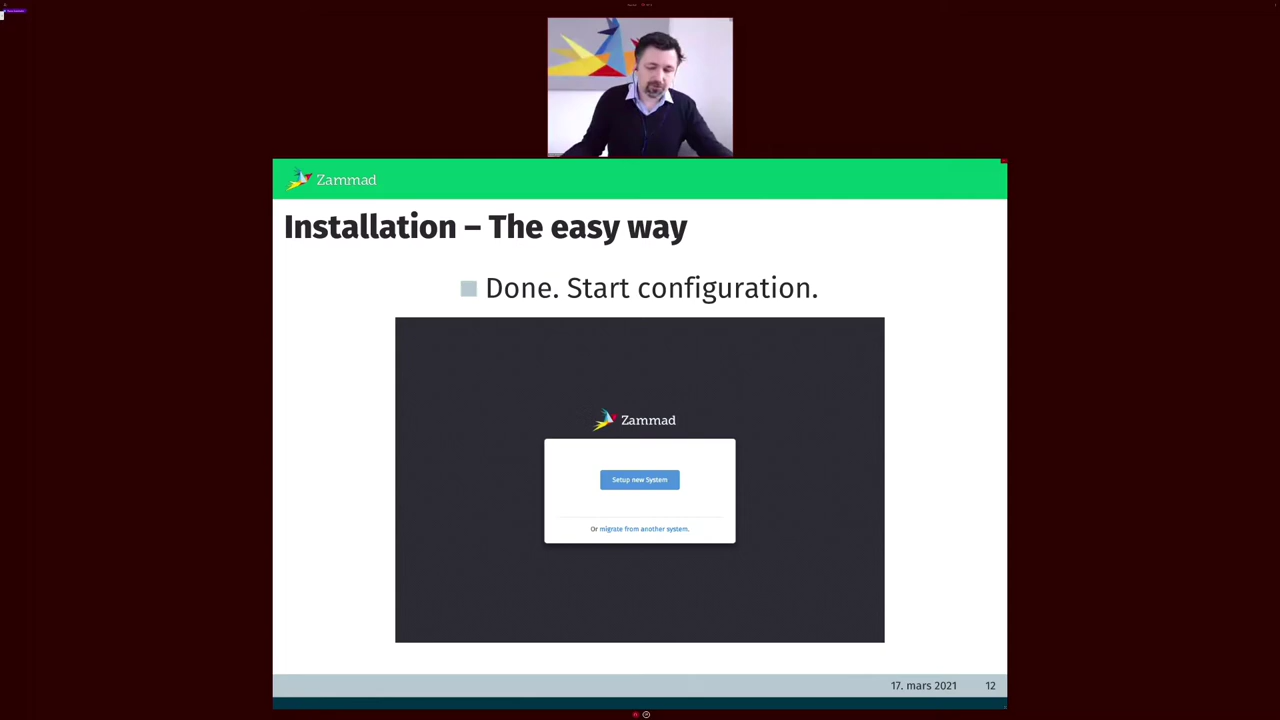 Zammad
Installation – The easy way
Done. Start configuration.
Zammad
Setup new System
Or migrate from another system.
17. mars 2021
12